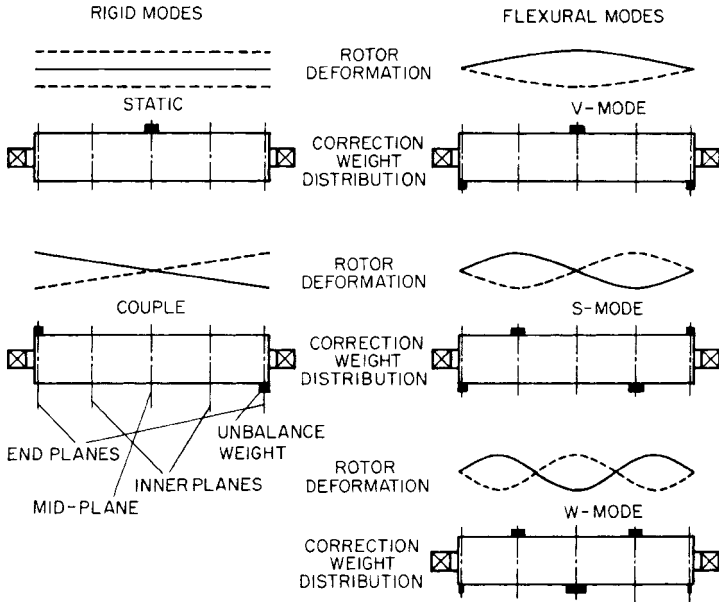 RIGID MODES
FLEXURAL MODES
ROTOR
DEFORMATION
STATIC
V-MODE
CORRECTION
WEIGHT
DISTRIBUTION
ROTOR
DEFORMATION
COUPLE
S-MODE
CORRECTION
WEIGHT
DISTRIBUTION
END PLANES
INNER PLANES
MID-PLANE
UNBALANCE
WEIGHT
ROTOR
DEFORMATION
W-MODE
CORRECTION
WEIGHT
DISTRIBUTION